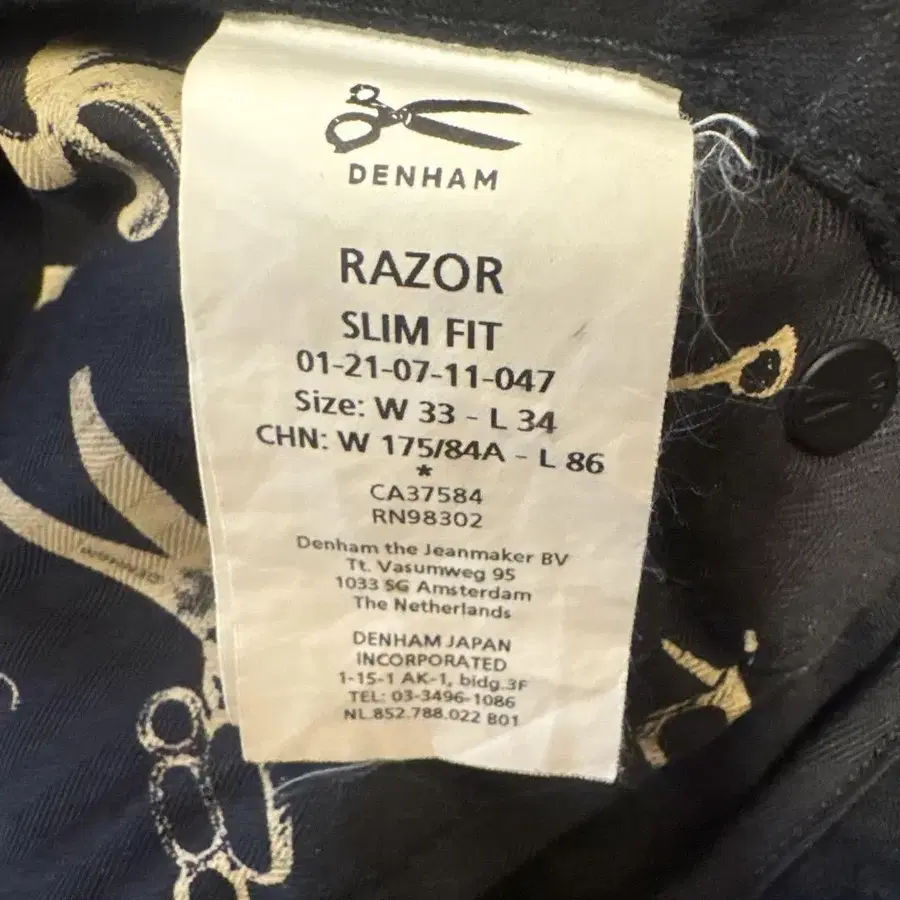 DENHAM
RAZOR
SLIM FIT
01-21-07-11-047
Size: W 33 - L 34
CHN: W 175/84A - L 86
*
CA37584
RN98302
Denham the Jeanmaker BV
Tt. Vasumweg 95
1033 SG Amsterdam
The Netherlands
DENHAM JAPAN
INCORPORATED
1-15-1 AK-1, bidg.3F
TEL: 03-3496-1086
NL.852.788.022 B01